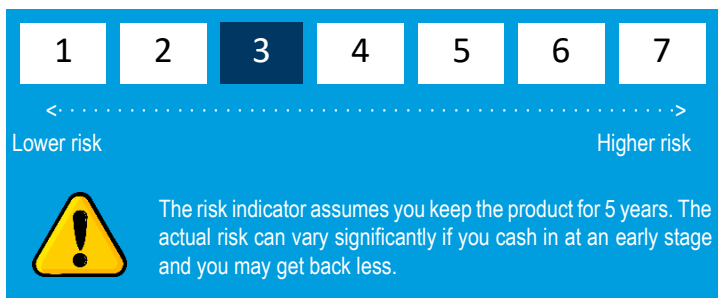 1 2 3 4 5 6 7
Lower risk Higher risk
The risk indicator assumes you keep the product for 5 years. The
actual risk can vary significantly if you cash in at an early stage
and you may get back less.